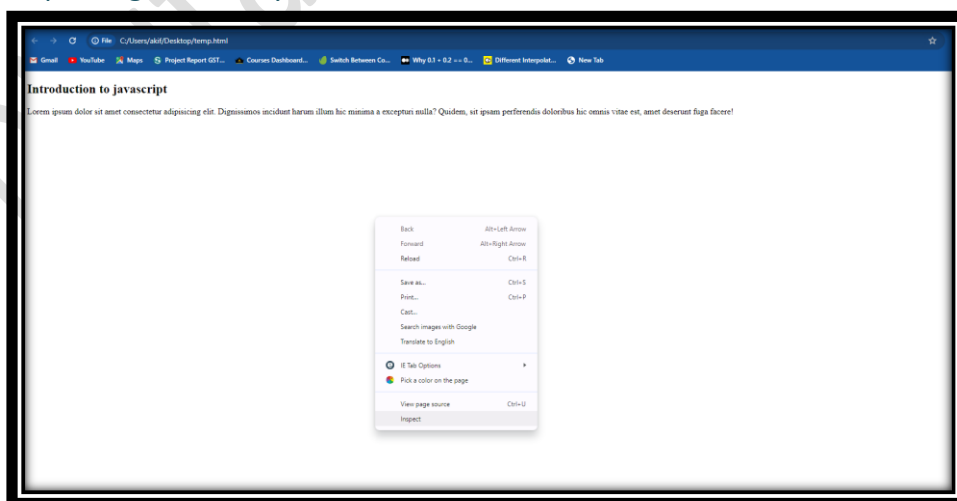 File C:/Users/akif/Desktop/temp.html
Gmail YouTube Maps Project Report GST... Courses Dashboard... Switch Between Co... Why 0.1 + 0.2 == 0... Different Interpolat... New Tab
Introduction to javascript
Lorem ipsum dolor sit amet consectetur adipisicing elit. Dignissimos incidunt harum illum hic minima a excepturi nulla? Quidem, sit ipsam perferendis doloribus hic omnis vitae est, amet deserunt fuga facere!
Back Alt+Left Arrow
Forward Alt+Right Arrow
Reload Ctrl+R
Save as... Ctrl+S
Print... Ctrl+P
Cast...
Search images with Google
Translate to English
IE Tab Options
Pick a color on the page
View page source Ctrl+U
Inspect